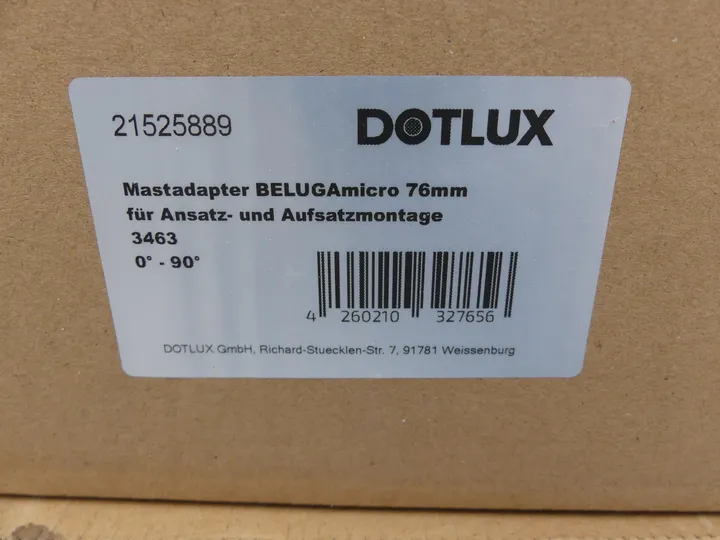 21525889
DOTLUX
Mastadapter BELUGAmicro 76mm
für Ansatz- und Aufsatzmontage
3463
0° - 90°
4 260210 327656
DOTLUX GmbH, Richard-Stuecklen-Str. 7, 91781 Weissenburg